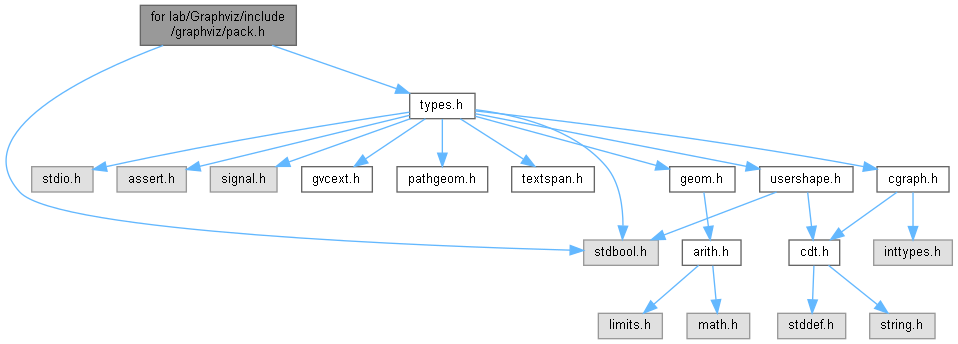 for lab/Graphviz/include
/graphviz/pack.h
types.h
stdio.h
assert.h
signal.h
gvcext.h
pathgeom.h
textspan.h
geom.h
usershape.h
cgraph.h
stdbool.h
arith.h
cdt.h
inttypes.h
limits.h
math.h
stddef.h
string.h